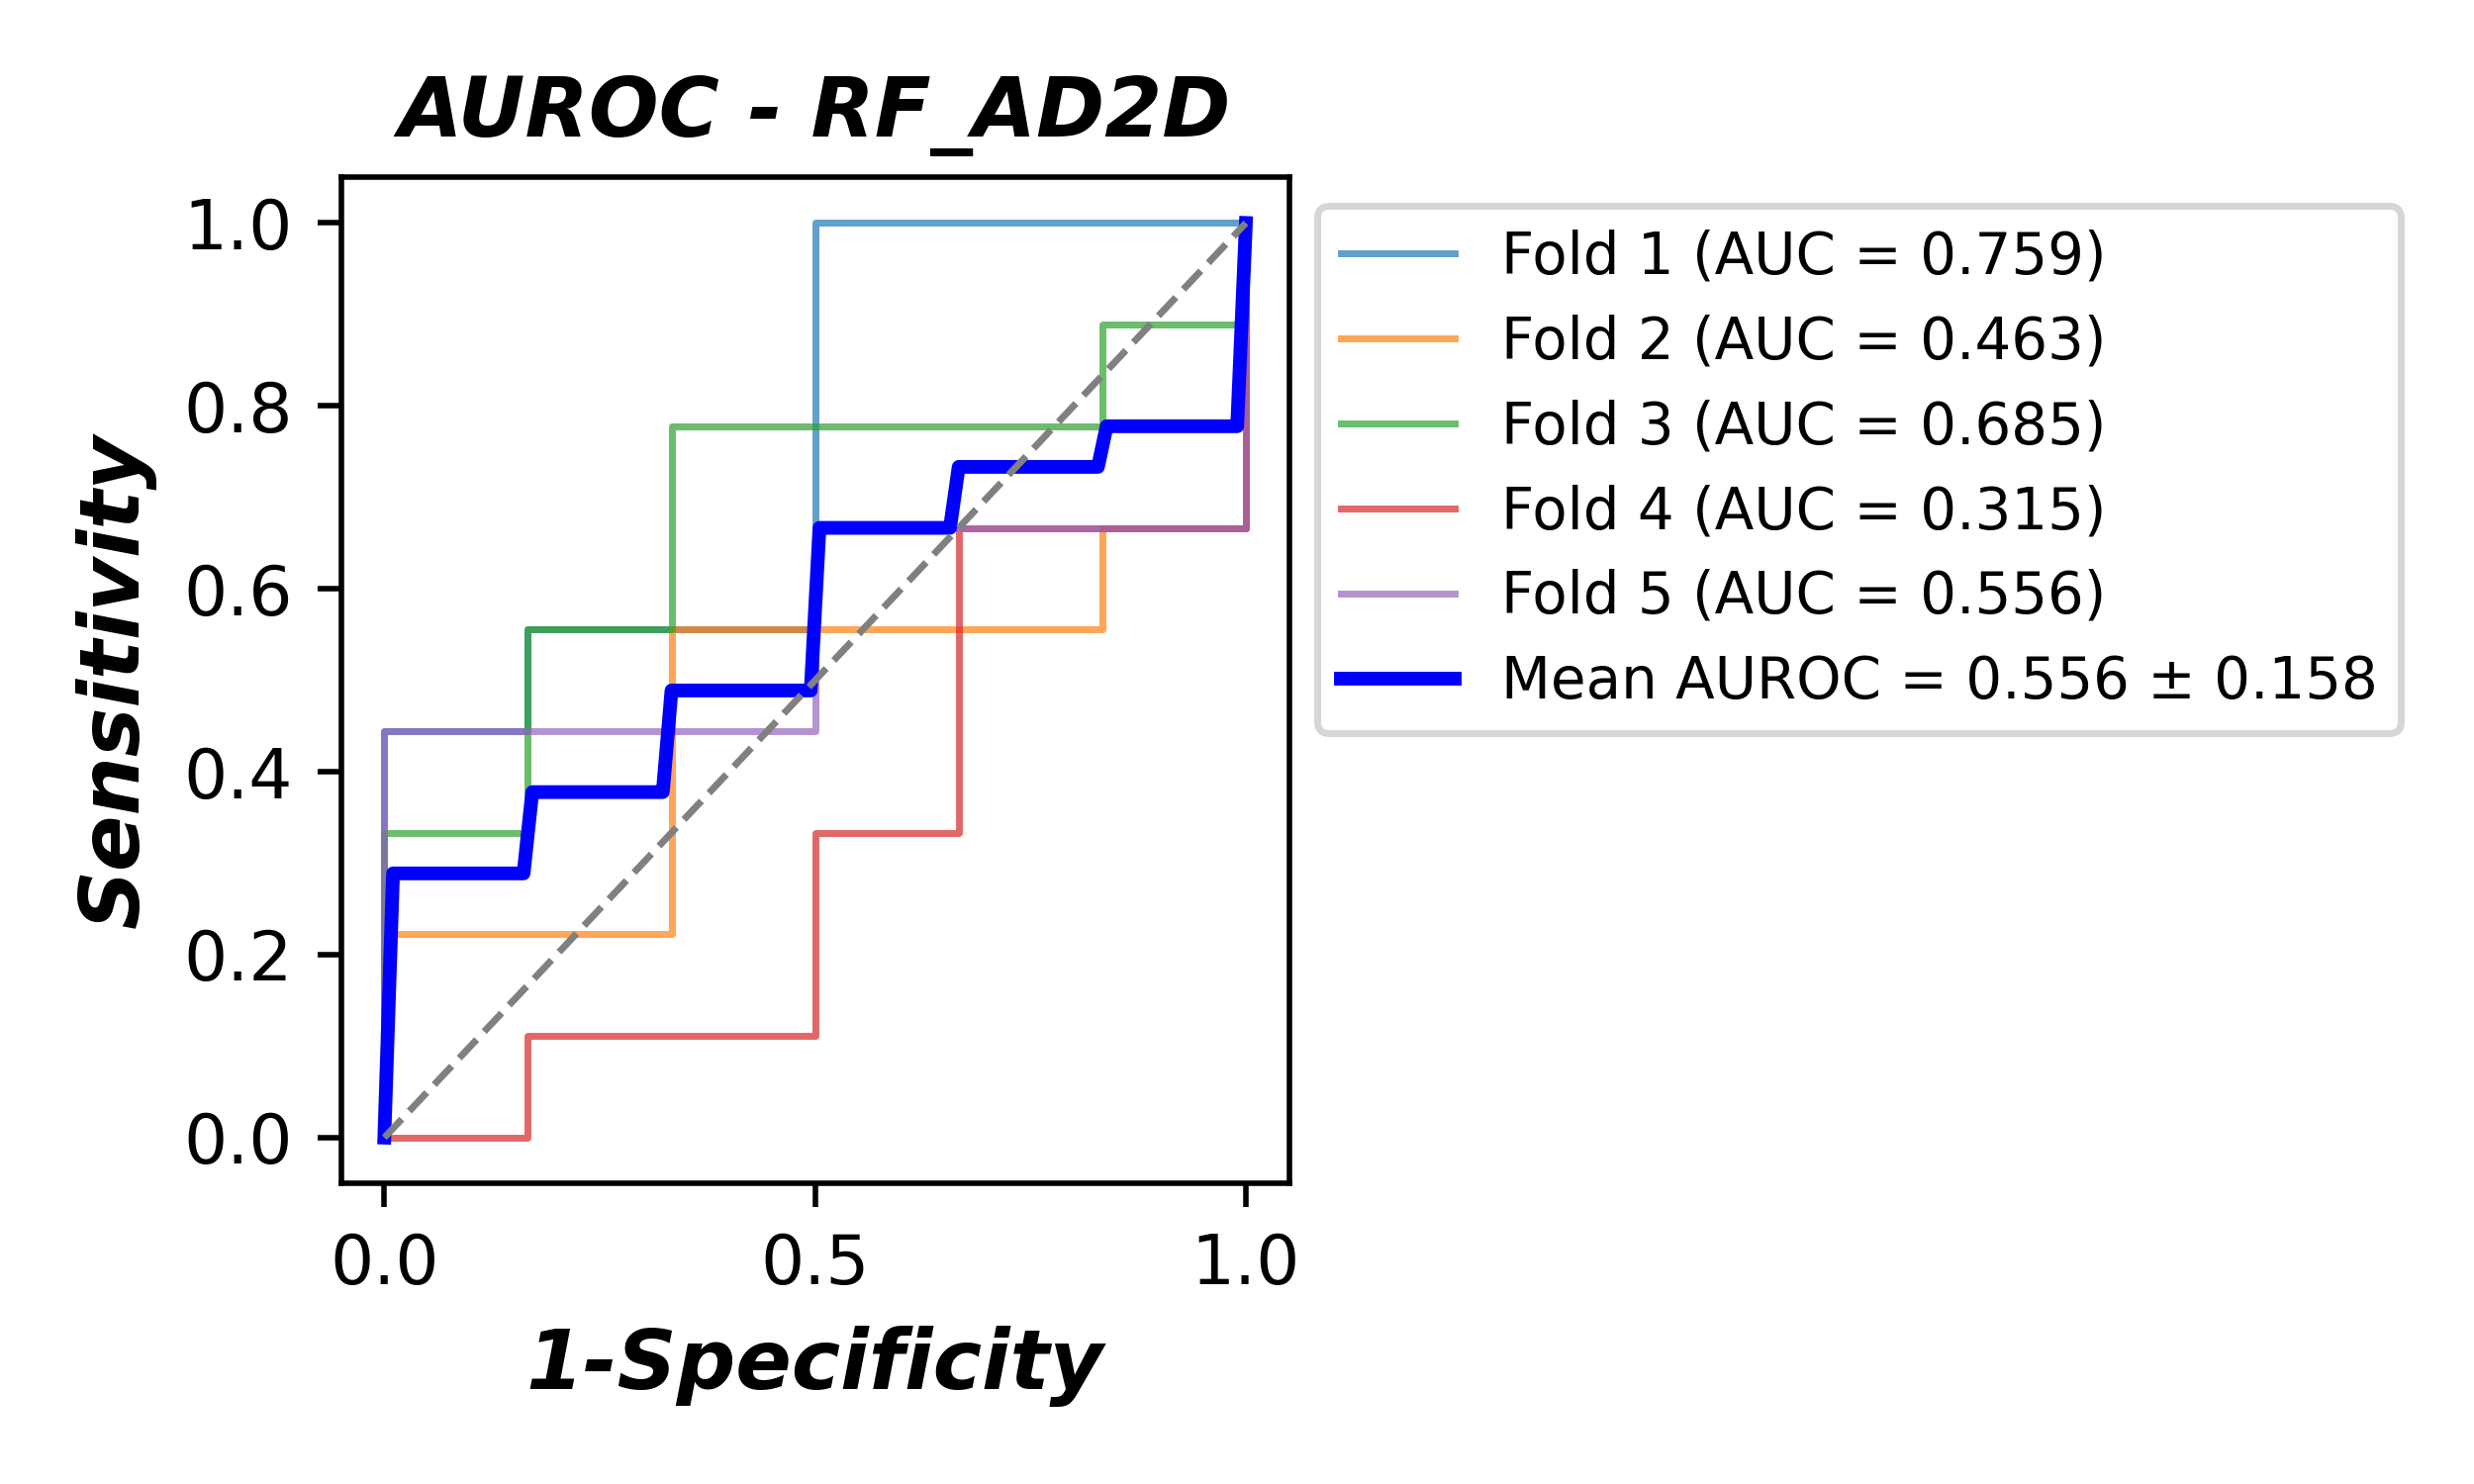 AUROC - RF_AD2D
Sensitivity
1.0
0.8
0.6
0.4
0.2
0.0
0.0 0.5 1.0
1-Specificity
Fold 1 (AUC = 0.759)
Fold 2 (AUC = 0.463)
Fold 3 (AUC = 0.685)
Fold 4 (AUC = 0.315)
Fold 5 (AUC = 0.556)
Mean AUROC = 0.556 ± 0.158